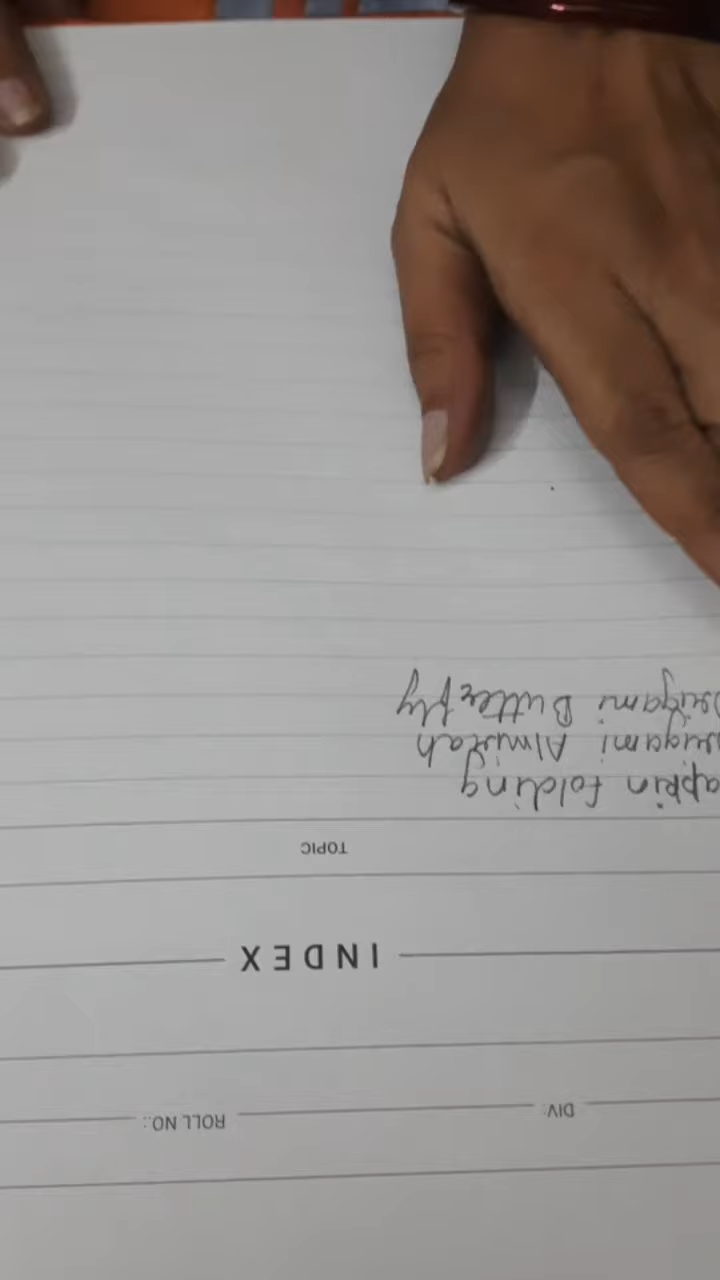 DIV: ROLL NO.:
INDEX
TOPIC
apkin folding
rigami Almirah
rigami Butterfly